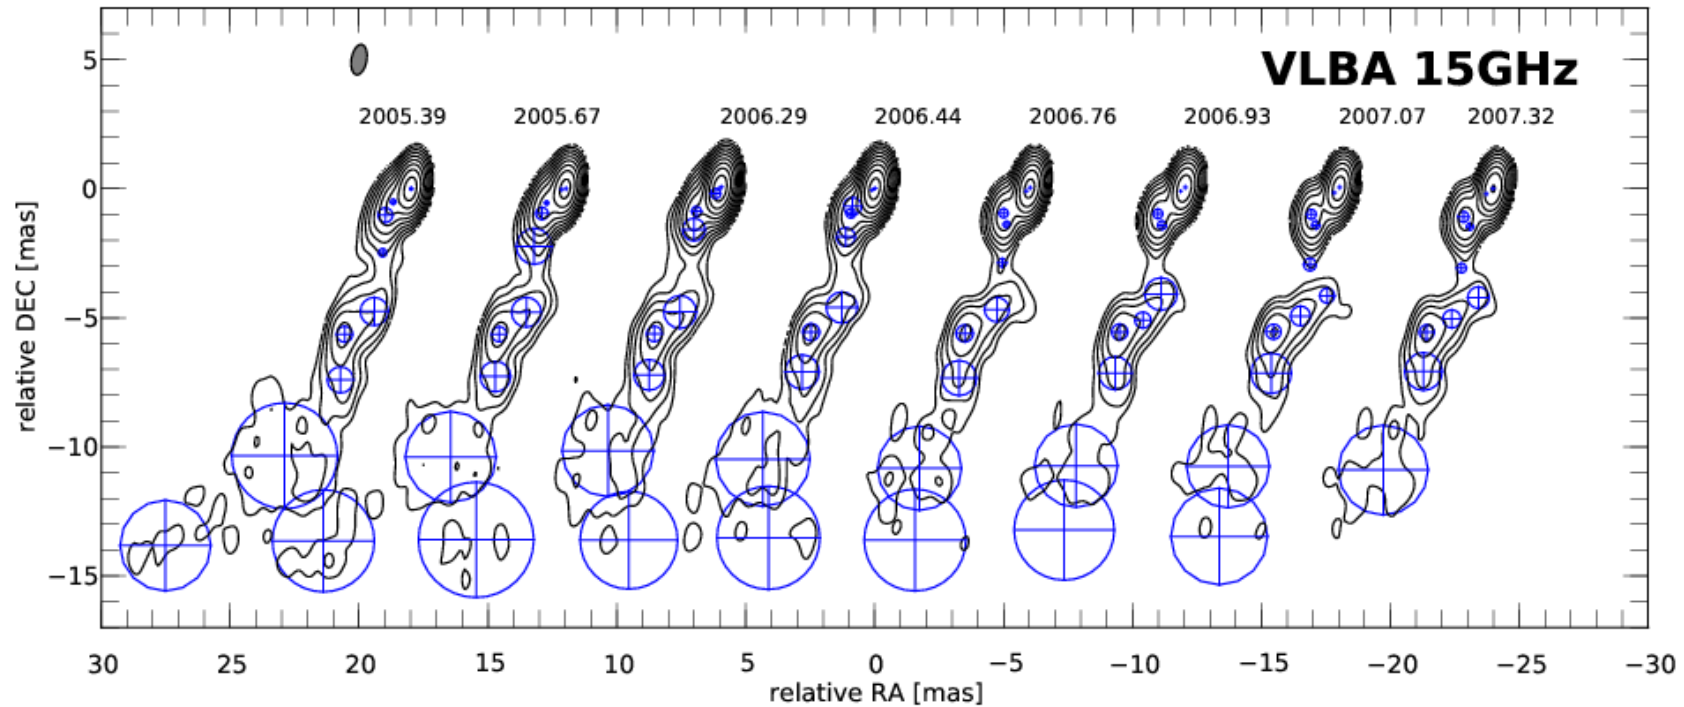 VLBA 15GHz
2005.39 2005.67 2006.29 2006.44 2006.76 2006.93 2007.07 2007.32
5
0
−5
−10
−15
relative DEC [mas]
30 25 20 15 10 5 0 −5 −10 −15 −20 −25 −30
relative RA [mas]